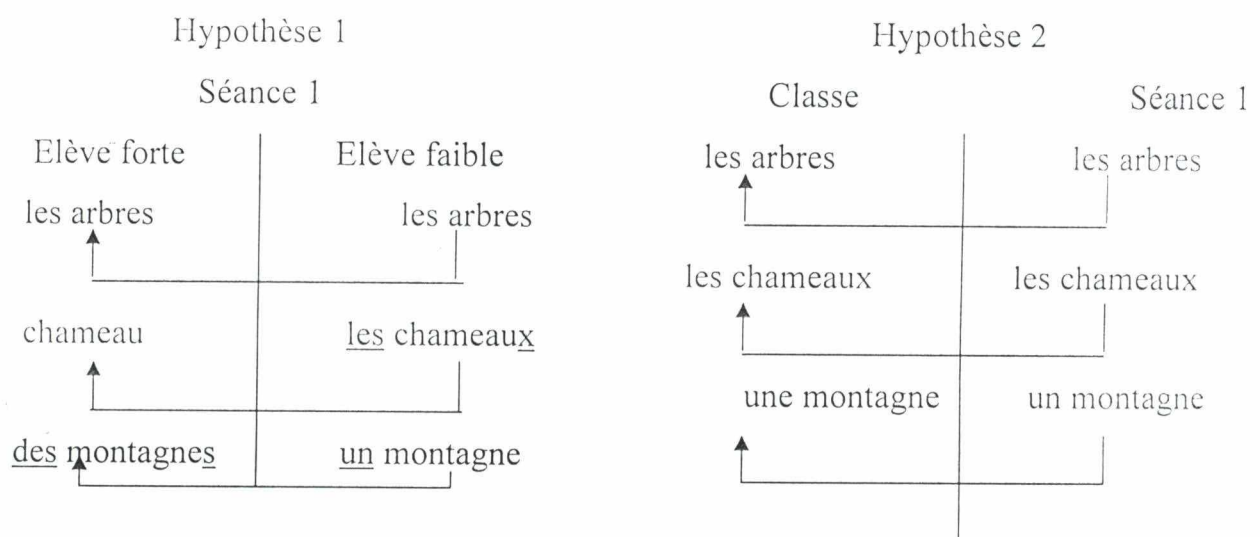 Hypothèse 1
Séance 1
Elève forte
Elève faible
les arbres
les arbres
chameau
les chameaux
des montagnes
un montagne
Hypothèse 2
Classe
Séance 1
les arbres
les arbres
les chameaux
les chameaux
une montagne
un montagne